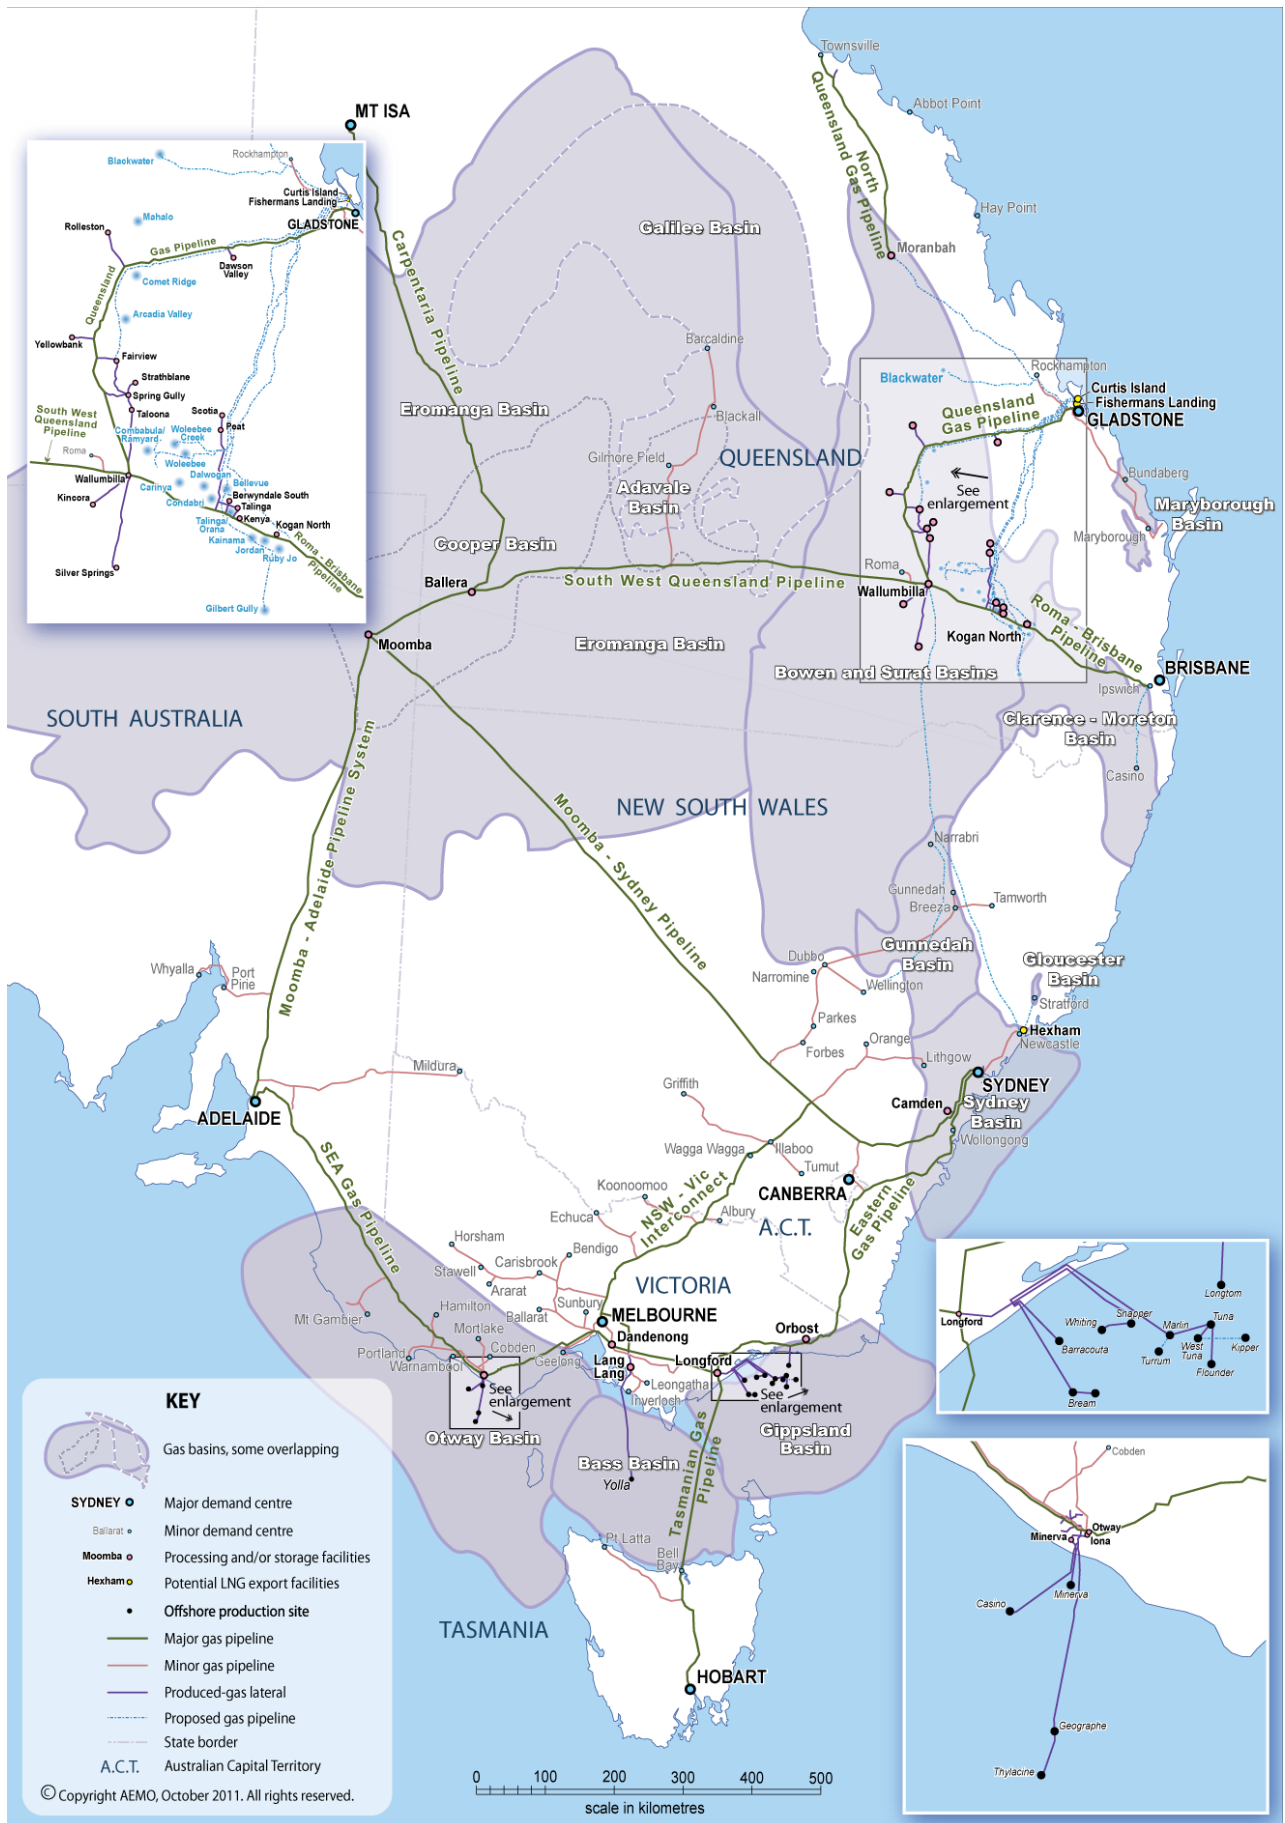 Townsville
Abbot Point
MT ISA
Queensland Gas Pipeline
North
Hay Point
Galilee Basin
Moranbah
Carpentaria Pipeline
Barcaldine
Blackall
Gilmore Field
Eromanga Basin
QUEENSLAND
Adavale
Basin
Cooper Basin
Ballera
South West Queensland Pipeline
Moomba
Eromanga Basin
Rockhampton
Blackwater
Curtis Island
Fishermans Landing
GLADSTONE
Queensland
Gas Pipeline
See
enlargement
Bundaberg
Maryborough
Basin
Maryborough
Roma
Wallumbilla
Kogan North
Roma - Brisbane
Pipeline
Bowen and Surat Basins
BRISBANE
Ipswich
Clarence - Moreton
Basin
Casino
Blackwater
Rockhampton
Curtis Island
Fishermans Landing
GLADSTONE
Mahalo
Rolleston
Gas Pipeline
Dawson
Valley
Queensland
Comet Ridge
Arcadia Valley
Yellowbank
Fairview
Strathblane
Spring Gully
Taloona
South West
Queensland
Pipeline
Scotia
Peat
Combabula/
Ramyard
Woleebee
Creek
Roma
Woleebee
Wallumbilla
Dalwogan
Bellevue
Carinya
Kincora
Condabri
Berwyndale South
Talinga
Kenya
Talinga/
Orana
Kogan North
Kainama
Jordan
Ruby Jo
Roma - Brisbane
Pipeline
Silver Springs
Gilbert Gully
SOUTH AUSTRALIA
Moomba - Adelaide Pipeline System
NEW SOUTH WALES
Moomba - Sydney Pipeline
Narrabri
Gunnedah
Breeza
Tamworth
Gunnedah
Basin
Gloucester
Basin
Stratford
Dubbo
Narromine
Wellington
Whyalla
Port
Pirie
Parkes
Forbes
Orange
Lithgow
Hexham
Newcastle
Mildura
Griffith
SYDNEY
Sydney
Basin
Camden
Wollongong
ADELAIDE
Wagga Wagga
Illaboo
Tumut
CANBERRA
A.C.T.
Eastern
Gas Pipeline
SEA Gas Pipeline
Koonoomoo
NSW - Vic
Interconnect
Echuca
Albury
Horsham
Bendigo
Carisbrook
Stawell
Ararat
VICTORIA
Sunbury
Ballarat
MELBOURNE
Mt Gambier
Hamilton
Mortlake
Cobden
Portland
Warnambool
Geelong
Dandenong
Orbost
Lang
Lang
Longford
Leongatha
Inverloch
See
enlargement
See
enlargement
Otway Basin
Gippsland
Basin
Bass Basin
Yolla
Tasmanian Gas
Pipeline
Pt Latta
Bell
Bay
TASMANIA
HOBART
Longford
Longtom
Snapper
Whiting
Tuna
Marlin
Barracouta
Turrum
West
Tuna
Kipper
Flounder
Bream
Cobden
Otway
Minerva
Iona
Minerva
Casino
Geographe
Thylacine
KEY
Gas basins, some overlapping
SYDNEY Major demand centre
Ballarat Minor demand centre
Moomba Processing and/or storage facilities
Hexham Potential LNG export facilities
Offshore production site
Major gas pipeline
Minor gas pipeline
Produced-gas lateral
Proposed gas pipeline
State border
A.C.T. Australian Capital Territory
© Copyright AEMO, October 2011. All rights reserved.
0 100 200 300 400 500
scale in kilometres